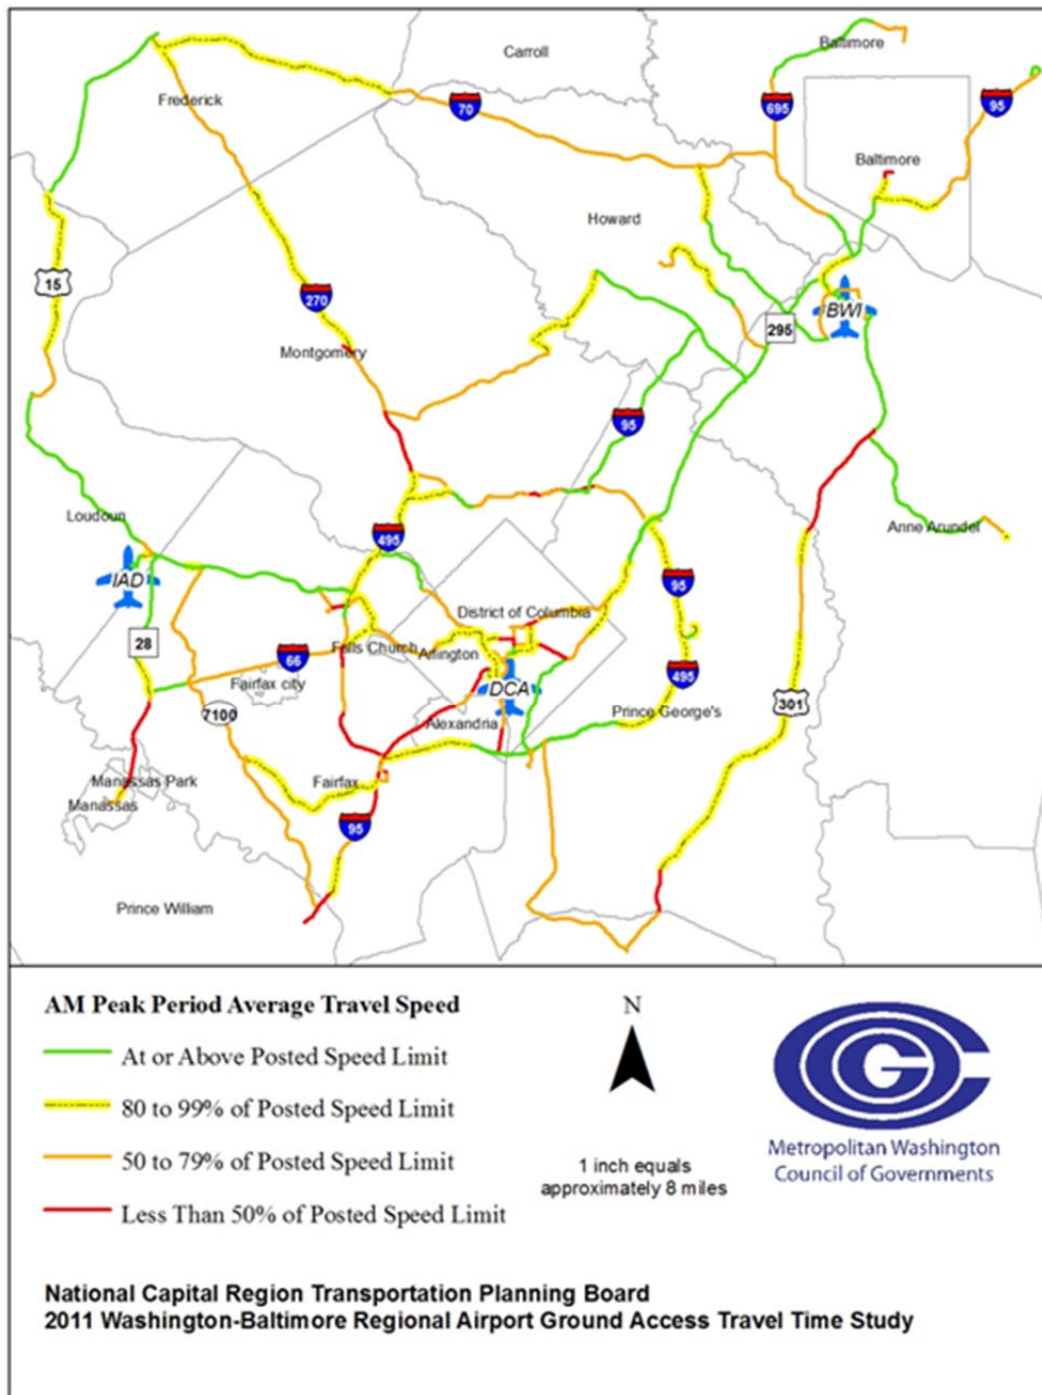 Carroll
Baltimore
Frederick
70
695
95
Baltimore
Howard
15
270
BWI
295
Montgomery
95
Loudoun
Anne Arundel
495
IAD
95
District of Columbia
28
Falls Church
Arlington
66
495
Fairfax city
DCA
301
7100
Prince George's
Alexandria
Manassas Park
Fairfax
Manassas
95
Prince William
AM Peak Period Average Travel Speed
At or Above Posted Speed Limit
80 to 99% of Posted Speed Limit
50 to 79% of Posted Speed Limit
Less Than 50% of Posted Speed Limit
N
1 inch equals
approximately 8 miles
COG
Metropolitan Washington
Council of Governments
National Capital Region Transportation Planning Board
2011 Washington-Baltimore Regional Airport Ground Access Travel Time Study